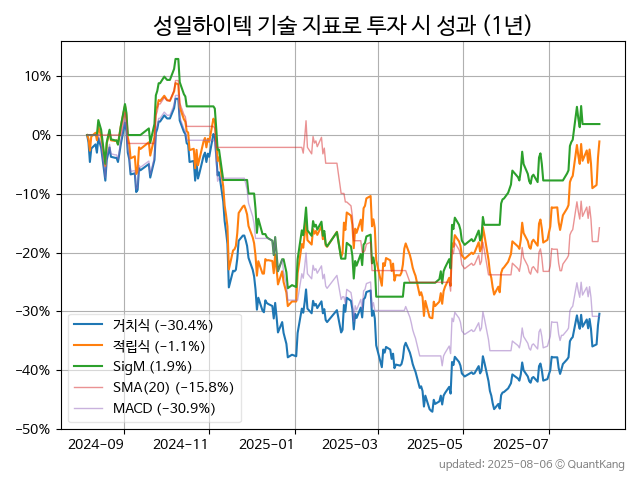 성일하이텍 기술 지표로 투자 시 성과 (1년)
10%
0%
−10%
−20%
−30%
−40%
−50%
거치식 (−30.4%)
적립식 (−1.1%)
SigM (1.9%)
SMA(20) (−15.8%)
MACD (−30.9%)
2024-09 2024-11 2025-01 2025-03 2025-05 2025-07
updated: 2025-08-06 © QuantKang